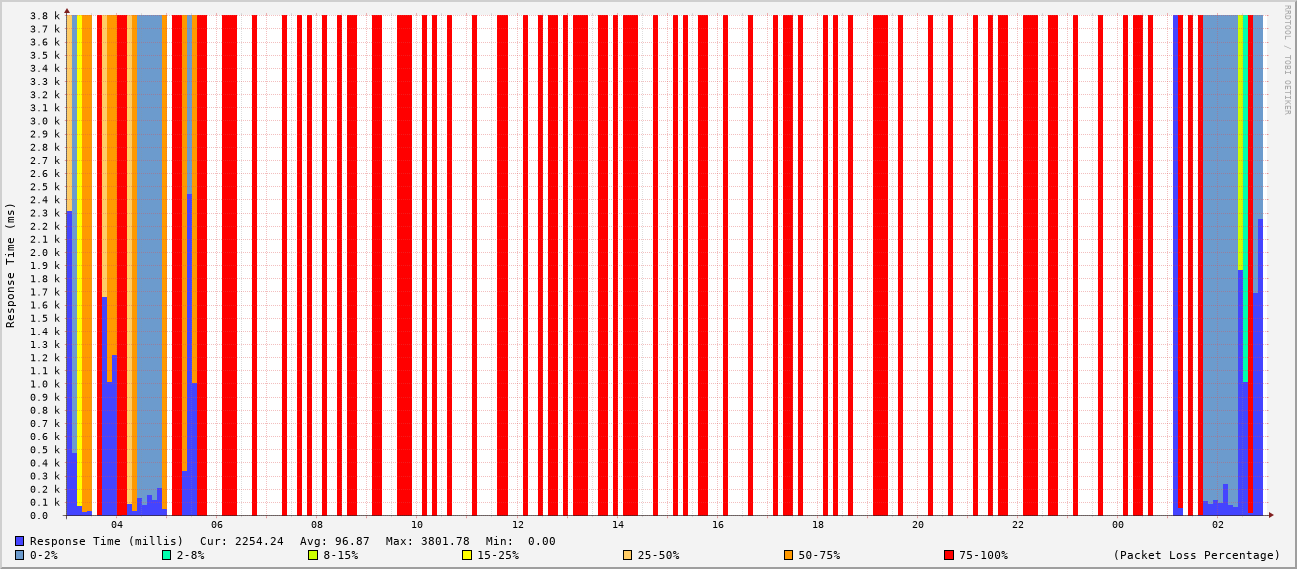 3.8 k
3.7 k
3.6 k
3.5 k
3.4 k
3.3 k
3.2 k
3.1 k
3.0 k
2.9 k
2.8 k
2.7 k
2.6 k
2.5 k
2.4 k
2.3 k
2.2 k
2.1 k
2.0 k
1.9 k
1.8 k
1.7 k
1.6 k
1.5 k
1.4 k
1.3 k
1.2 k
1.1 k
1.0 k
0.9 k
0.8 k
0.7 k
0.6 k
0.5 k
0.4 k
0.3 k
0.2 k
0.1 k
0.0
Response Time (ms)
RRDTOOL / TOBI OETIKER
04 06 08 10 12 14 16 18 20 22 00 02
Response Time (millis) Cur: 2254.24 Avg: 96.87 Max: 3801.78 Min: 0.00
0-2% 2-8% 8-15% 15-25% 25-50% 50-75% 75-100% (Packet Loss Percentage)